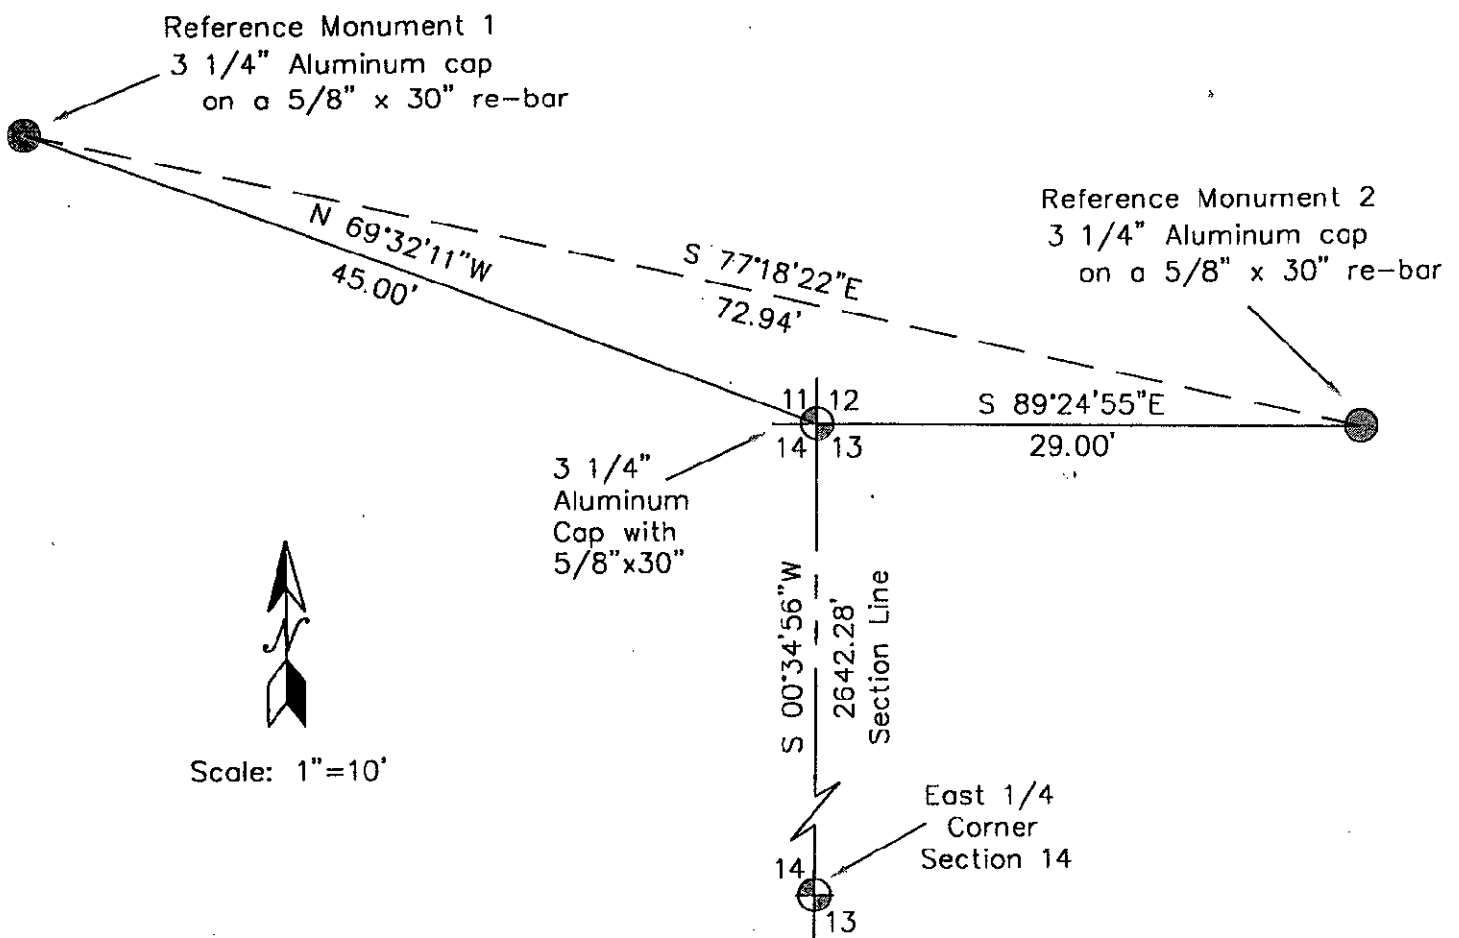 Reference Monument 1
3 1/4" Aluminum cap
on a 5/8" x 30" re-bar
Reference Monument 2
3 1/4" Aluminum cap
on a 5/8" x 30" re-bar
N 69°32'11"W
45.00'
S 77°18'22"E
72.94'
11 12
14 13
S 89°24'55"E
29.00'
3 1/4"
Aluminum
Cap with
5/8"x30"
S 00°34'56"W
2642.28'
Section Line
N
Scale: 1"=10'
East 1/4
Corner
Section 14
14
13